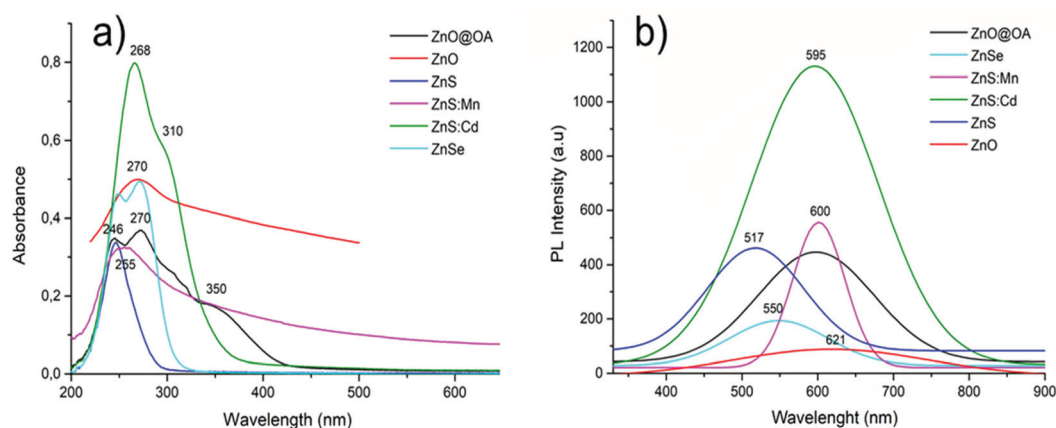 a)
ZnO@OA
ZnO
ZnS
ZnS:Mn
ZnS:Cd
ZnSe
268
310
270
246
270
255
350
0,8
0,6
0,4
0,2
0,0
Absorbance
200
300
400
500
600
Wavelength (nm)
b)
ZnO@OA
ZnSe
ZnS:Mn
ZnS:Cd
ZnS
ZnO
595
600
517
550
621
1200
1000
800
600
400
200
0
PL Intensity (a.u)
400
500
600
700
800
900
Wavelenght (nm)